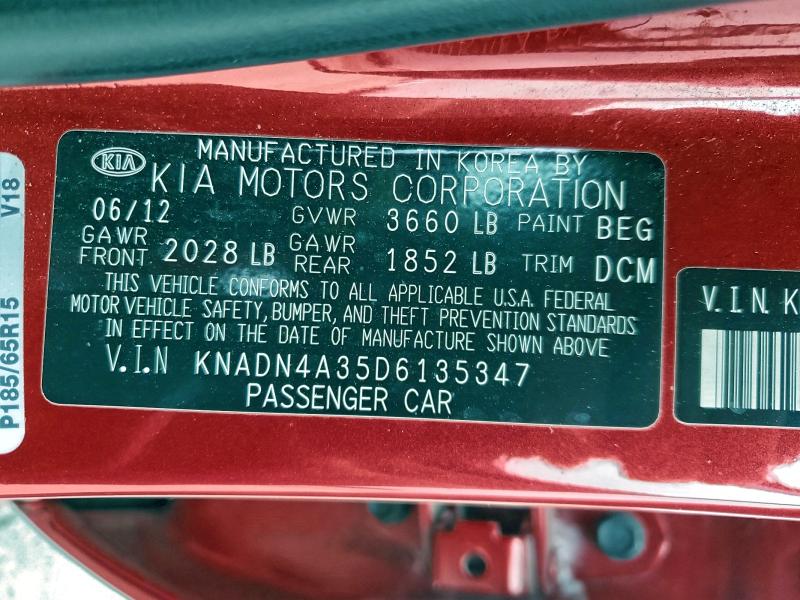 MANUFACTURED IN KOREA BY
KIA KIA MOTORS CORPORATION
06/12 GVWR 3660 LB PAINT BEG
GAWR FRONT 2028 LB GAWR REAR 1852 LB TRIM DCM
THIS VEHICLE CONFORMS TO ALL APPLICABLE U.S.A. FEDERAL
MOTOR VEHICLE SAFETY, BUMPER, AND THEFT PREVENTION STANDARDS
IN EFFECT ON THE DATE OF MANUFACTURE SHOWN ABOVE
V.I.N KNADN4A35D6135347
PASSENGER CAR
P185/65R15 V18
V.I.N. K